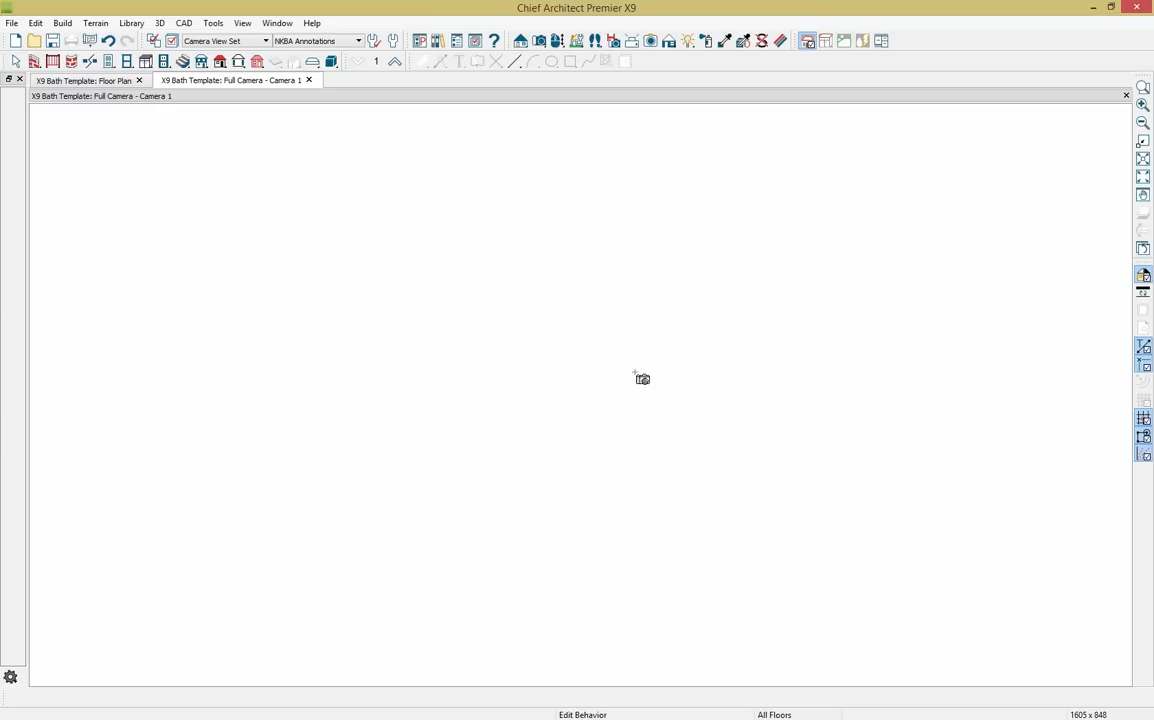 Chief Architect Premier X9
File Edit Build Terrain Library 3D CAD Tools View Window Help
Camera View Set NKBA Annotations
1
X9 Bath Template: Floor Plan X9 Bath Template: Full Camera - Camera 1
X9 Bath Template: Full Camera - Camera 1
Edit Behavior All Floors 1605 x 848